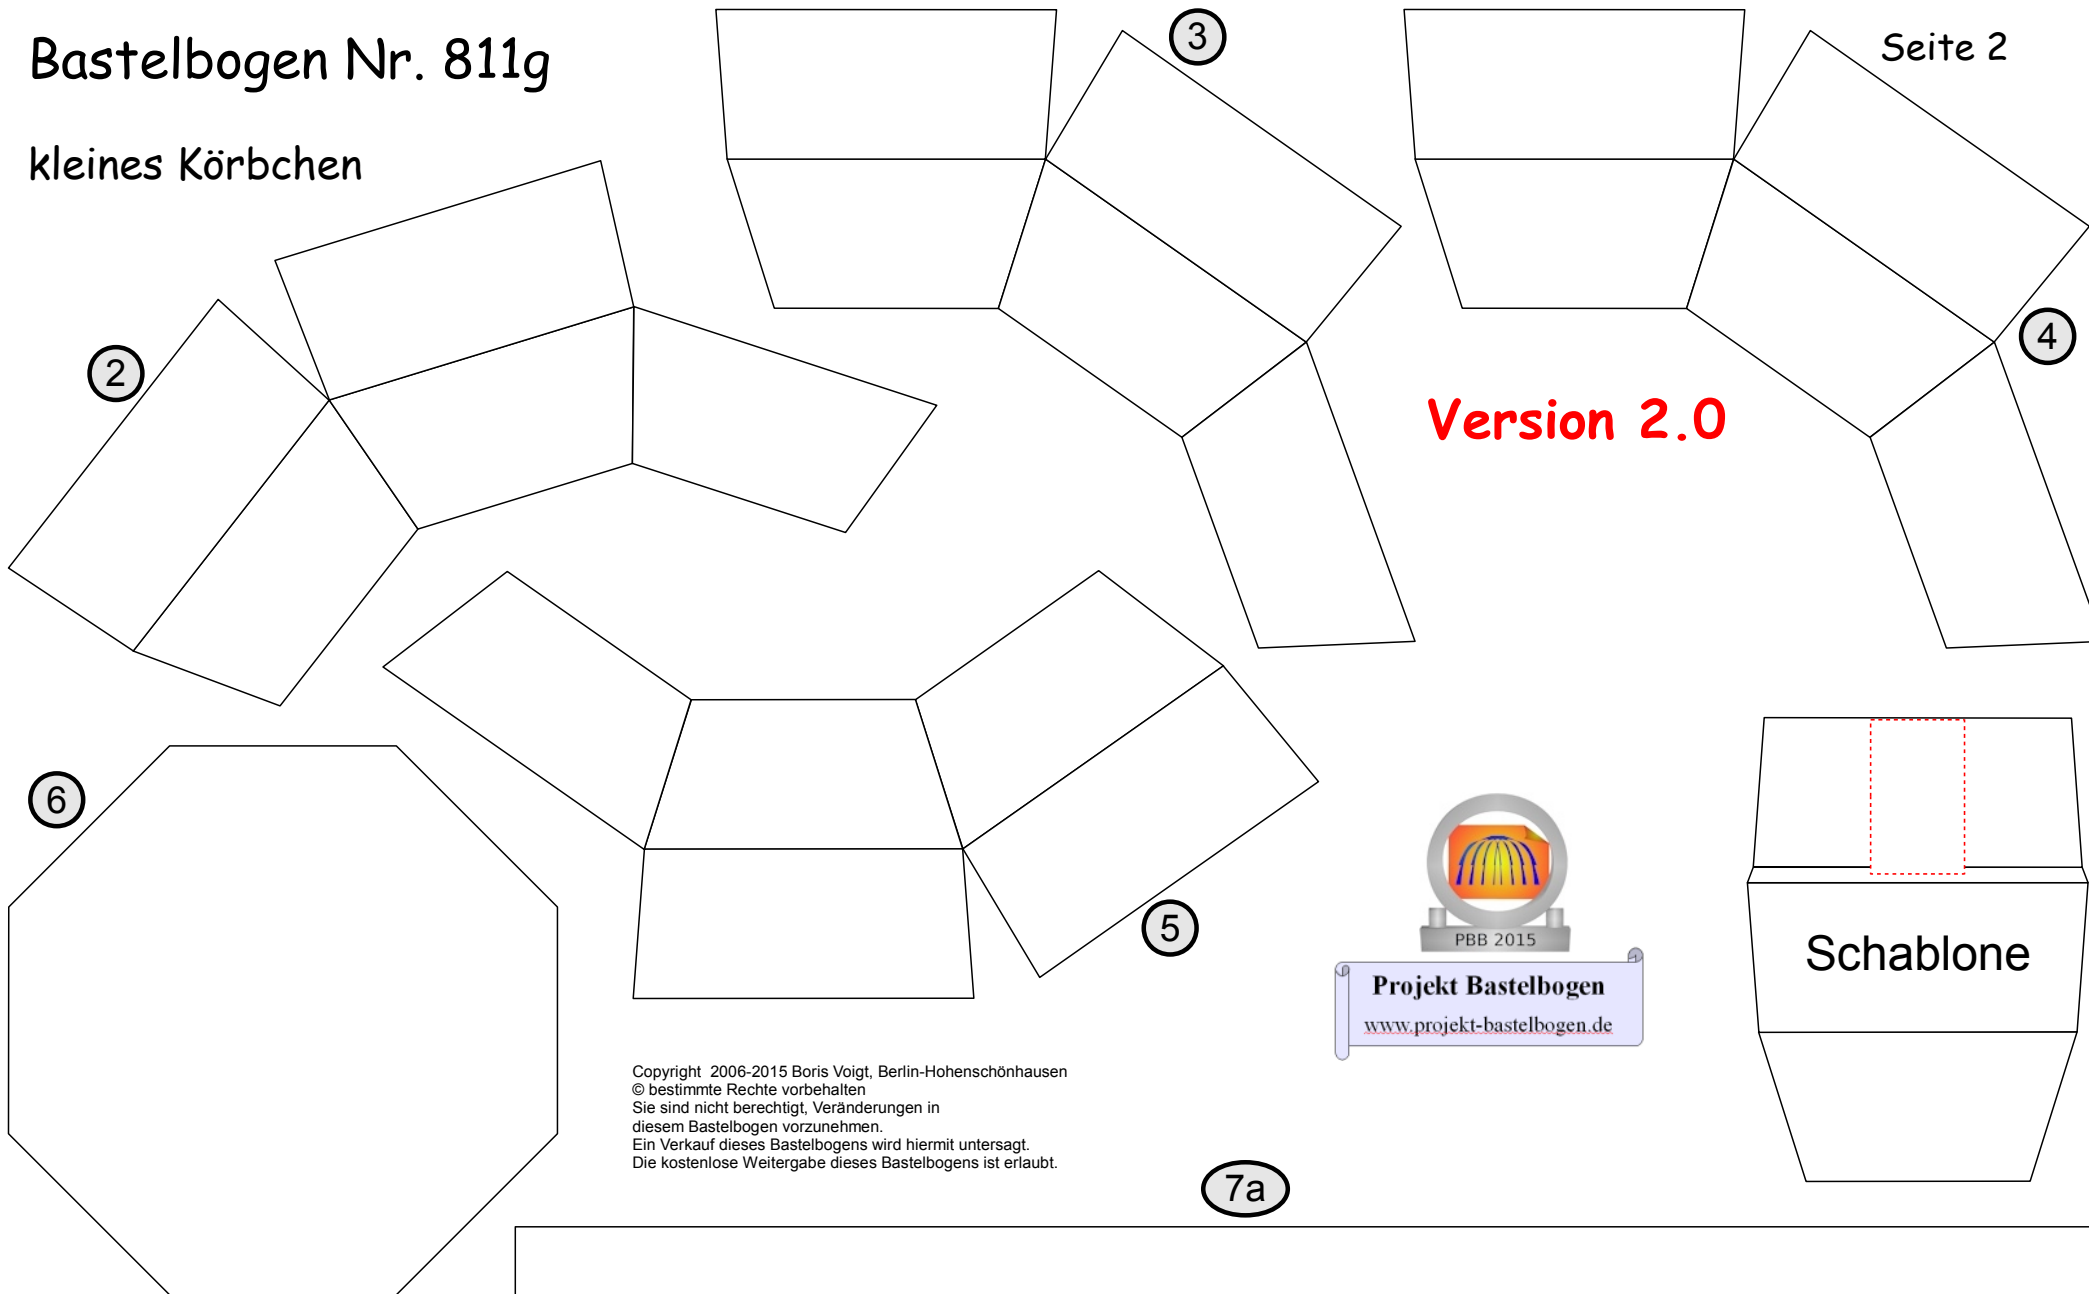 Bastelbogen Nr. 811g
Seite 2
kleines Körbchen
3
2
4
Version 2.0
6
5
PBB 2015
Projekt Bastelbogen
www.projekt-bastelbogen.de
Schablone
Copyright 2006-2015 Boris Voigt, Berlin-Hohenschönhausen
© bestimmte Rechte vorbehalten
Sie sind nicht berechtigt, Veränderungen in
diesem Bastelbogen vorzunehmen.
Ein Verkauf dieses Bastelbogens wird hiermit untersagt.
Die kostenlose Weitergabe dieses Bastelbogens ist erlaubt.
7a